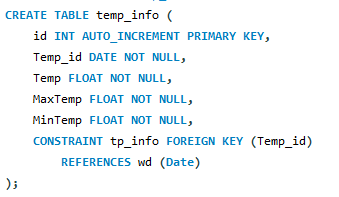 CREATE TABLE temp_info (
    id INT AUTO_INCREMENT PRIMARY KEY,
    Temp_id DATE NOT NULL,
    Temp FLOAT NOT NULL,
    MaxTemp FLOAT NOT NULL,
    MinTemp FLOAT NOT NULL,
    CONSTRAINT tp_info FOREIGN KEY (Temp_id)
        REFERENCES wd (Date)
);